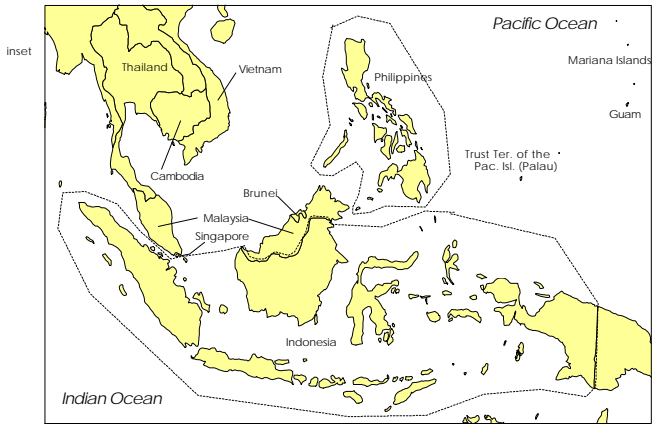 Pacific Ocean
inset
Mariana Islands
Thailand
Vietnam
Philippines
Guam
Trust Ter. of the
Pac. Isl. (Palau)
Cambodia
Brunei
Malaysia
Singapore
Indonesia
Indian Ocean